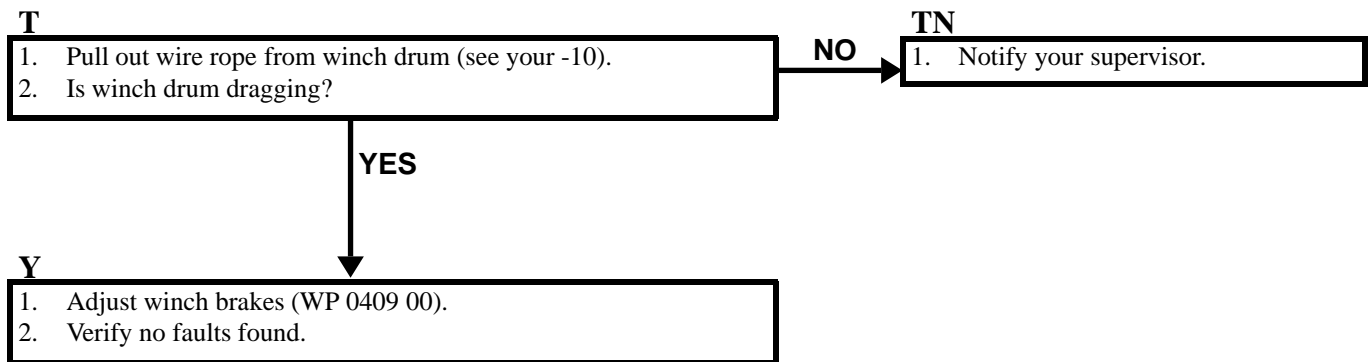 T
1. Pull out wire rope from winch drum (see your -10).
2. Is winch drum dragging?
NO
TN
1. Notify your supervisor.
YES
Y
1. Adjust winch brakes (WP 0409 00).
2. Verify no faults found.